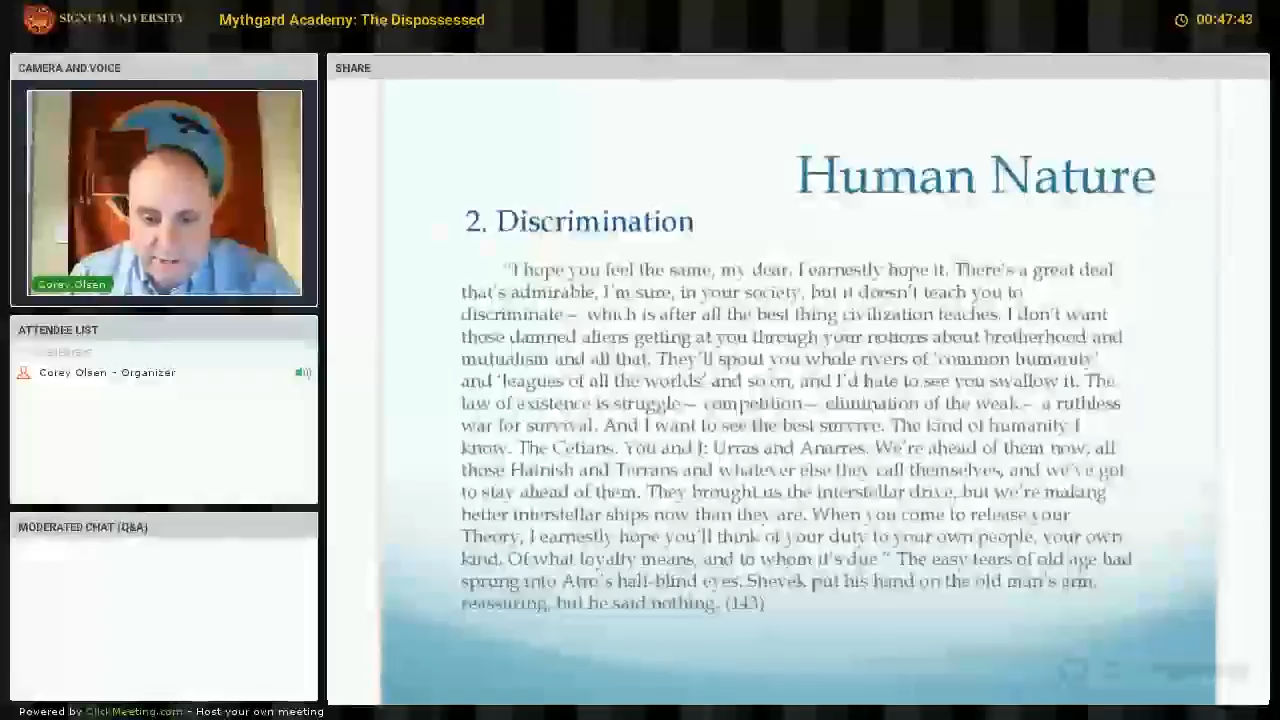 SIGNUM UNIVERSITY
Mythgard Academy: The Dispossessed
00:47:43
CAMERA AND VOICE
Corey Olsen
ATTENDEE LIST
Corey Olsen - Organizer
MODERATED CHAT (Q&A)
SHARE
Human Nature
2. Discrimination
"I hope you feel the same, my dear. I earnestly hope it. There's a great deal
that's admirable, I'm sure, in your society, but it doesn't teach you to
discriminate – which is after all the best thing civilization teaches. I don't want
those damned aliens getting at you through your notions about brotherhood and
mutualism and all that. They'll spout you whole rivers of 'common humanity'
and 'leagues of all the worlds' and so on, and I'd hate to see you swallow it. The
law of existence is struggle – competition – elimination of the weak – a ruthless
war for survival. And I want to see the best survive. The kind of humanity I
know. The Cetians. You and I: Urras and Anarres. We're ahead of them now, all
those Hainish and Terrans and whatever else they call themselves, and we've got
to stay ahead of them. They brought us the interstellar drive, but we're making
better interstellar ships now than they are. When you come to release your
Theory, I earnestly hope you'll think of your duty to your own people, your own
kind. Of what loyalty means, and to whom it's due." The easy tears of old age had
sprung into Atro's half-blind eyes. Shevek put his hand on the old man's arm,
reassuring, but he said nothing. (143)
Powered by ClickMeeting.com - Host your own meeting